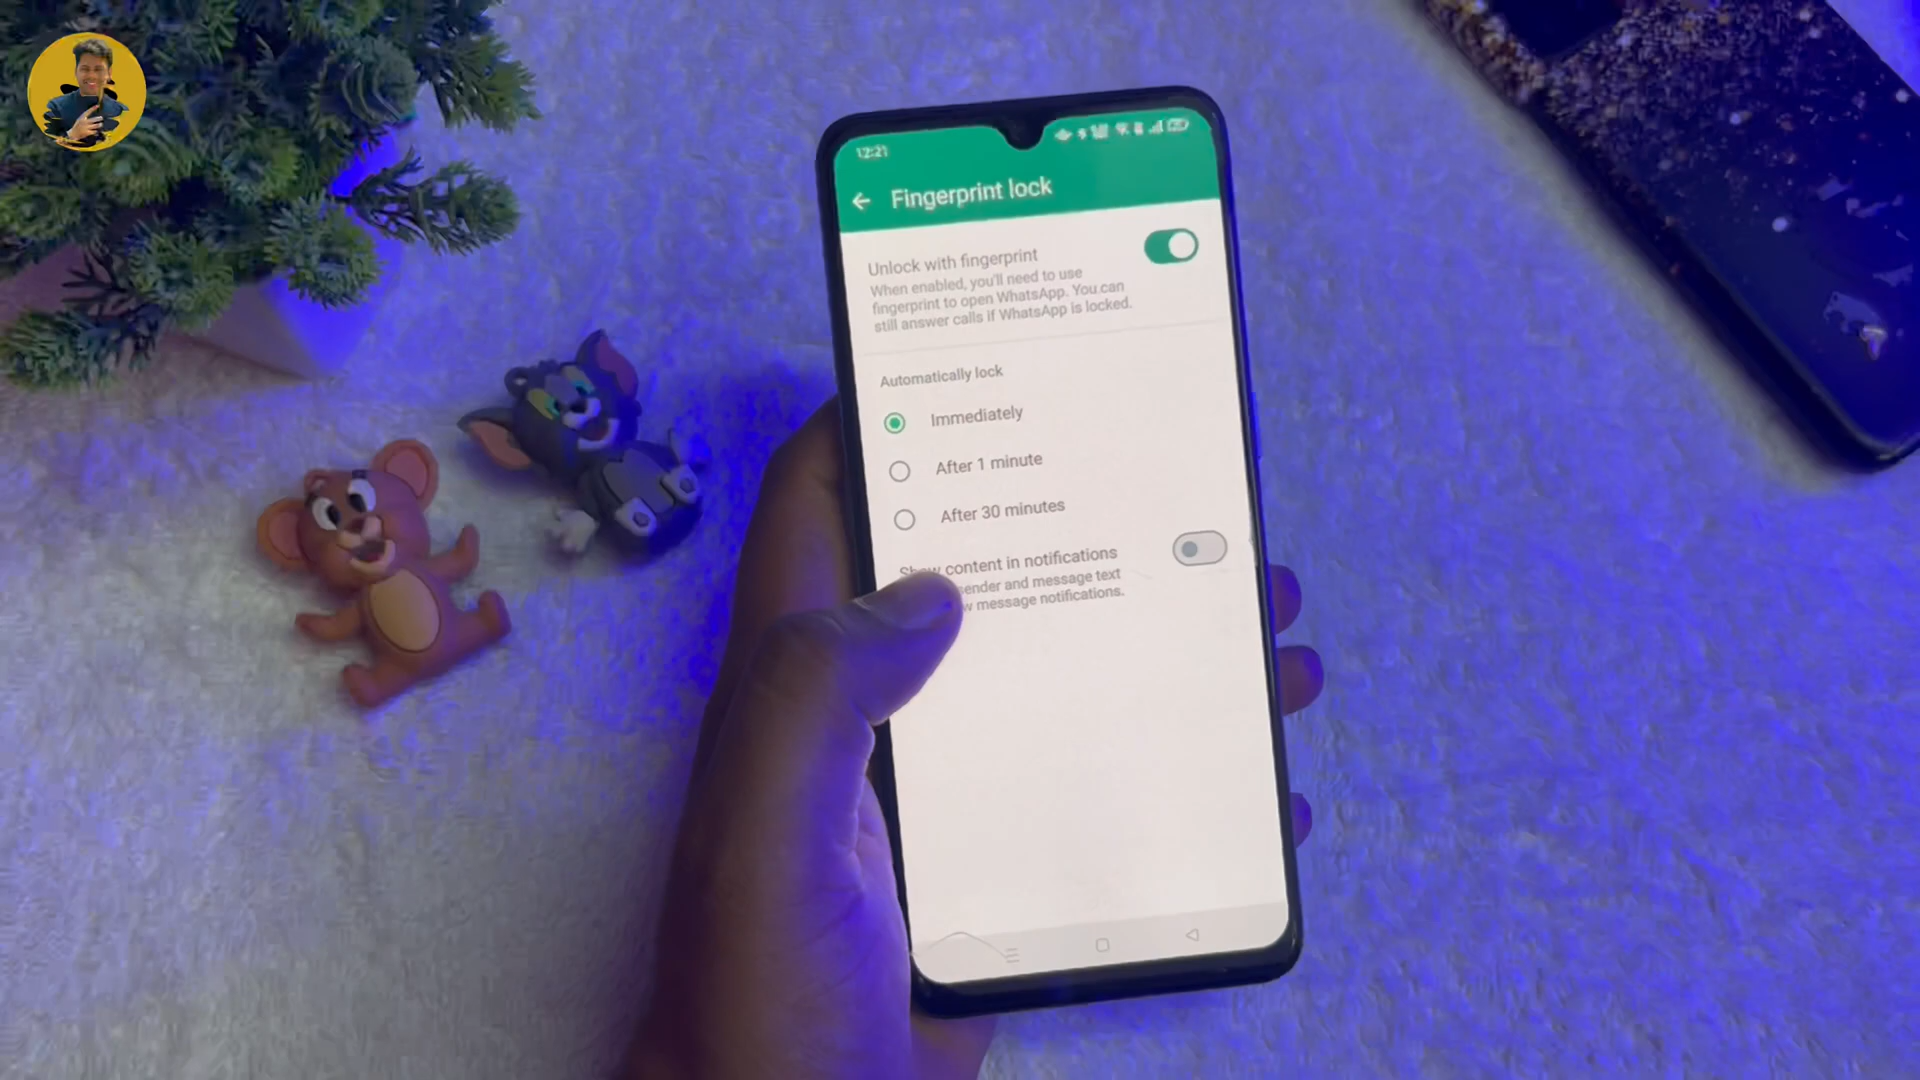 12:21
Fingerprint lock
Unlock with fingerprint
When enabled, you'll need to use
fingerprint to open WhatsApp. You can
still answer calls if WhatsApp is locked.
Automatically lock
Immediately
After 1 minute
After 30 minutes
Show content in notifications
sender and message text
message notifications.